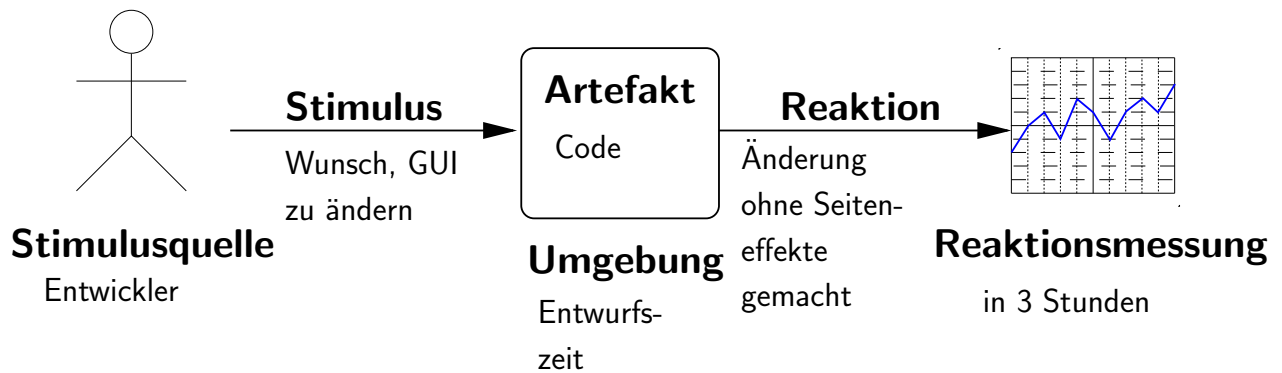 Stimulusquelle
Entwickler
Stimulus
Wunsch, GUI
zu ändern
Artefakt
Code
Umgebung
Entwurfs-
zeit
Reaktion
Änderung
ohne Seiten-
effekte
gemacht
Reaktionsmessung
in 3 Stunden